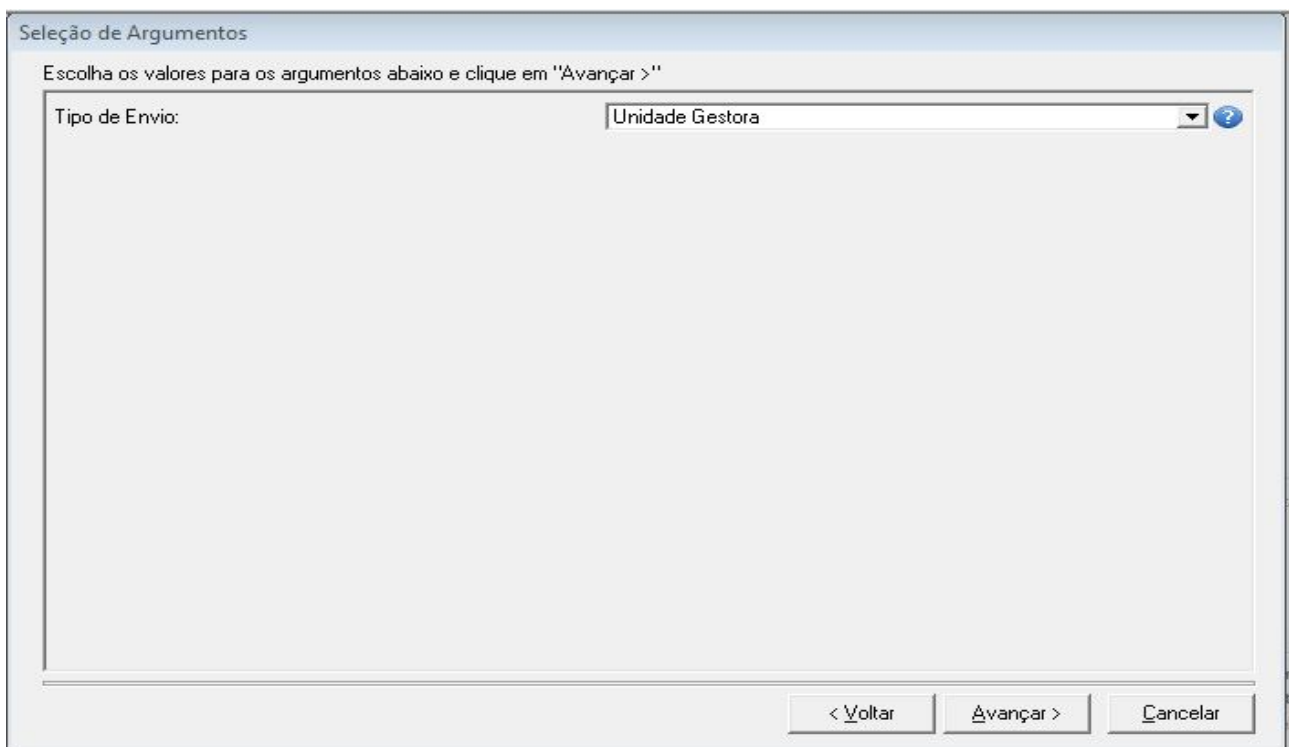 Seleção de Argumentos
Escolha os valores para os argumentos abaixo e clique em "Avançar >"
Tipo de Envio: Unidade Gestora ?
< Voltar Avançar > Cancelar